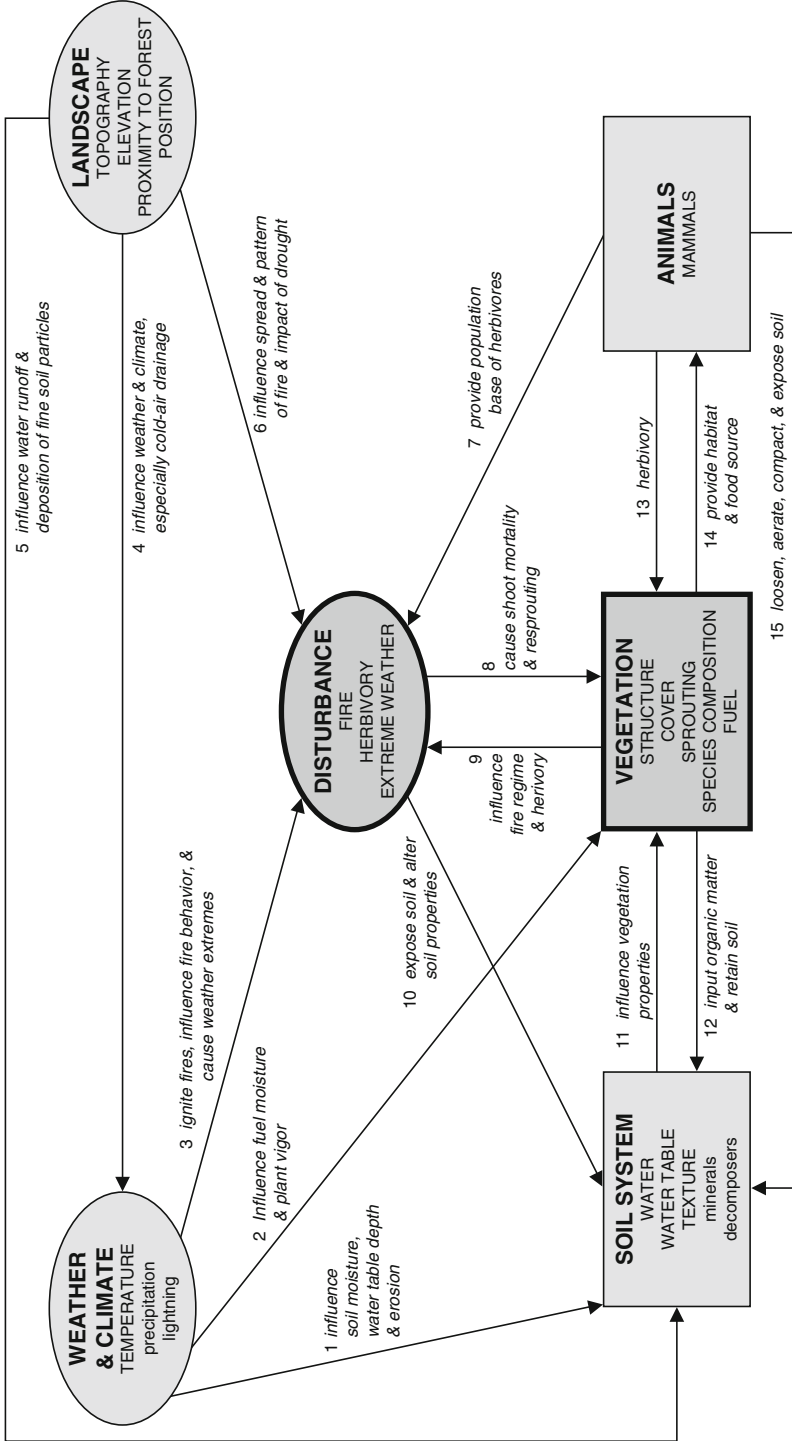 WEATHER
& CLIMATE
TEMPERATURE
precipitation
lightning
LANDSCAPE
TOPOGRAPHY
ELEVATION
PROXIMITY TO FOREST
POSITION
5 influence water runoff &
deposition of fine soil particles
4 influence weather & climate,
especially cold-air drainage
3 ignite fires, influence fire behavior, &
cause weather extremes
6 influence spread & pattern
of fire & impact of drought
2 Influence fuel moisture
& plant vigor
1 influence
soil moisture,
water table depth
& erosion
DISTURBANCE
FIRE
HERBIVORY
EXTREME WEATHER
7 provide population
base of herbivores
10 expose soil & alter
soil properties
9
influence
fire regime
& herivory
8
cause shoot mortality
& resprouting
SOIL SYSTEM
WATER
WATER TABLE
TEXTURE
minerals
decomposers
11 influence vegetation
properties
12 input organic matter
& retain soil
VEGETATION
STRUCTURE
COVER
SPROUTING
SPECIES COMPOSITION
FUEL
13 herbivory
14 provide habitat
& food source
ANIMALS
MAMMALS
15 loosen, aerate, compact, & expose soil